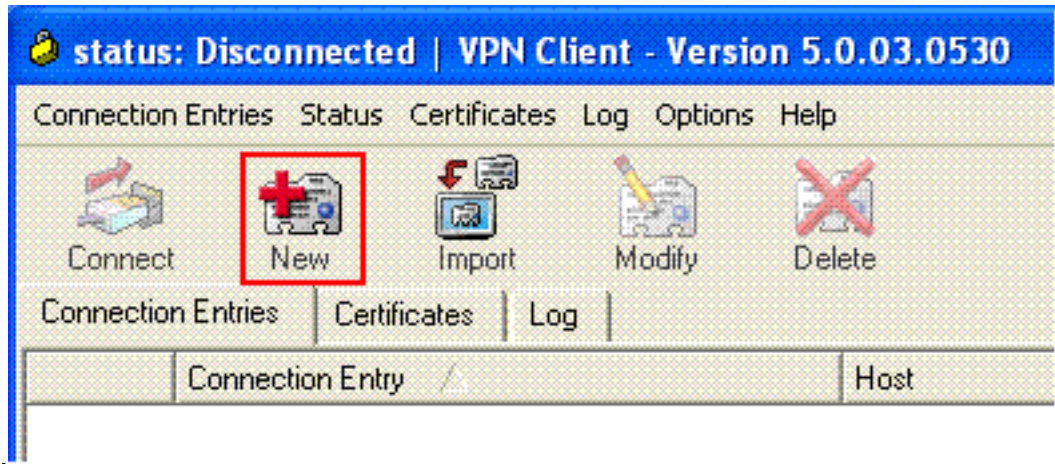 status: Disconnected | VPN Client - Version 5.0.03.0530
Connection Entries Status Certificates Log Options Help
Connect New Import Modify Delete
Connection Entries Certificates Log
Connection Entry Host